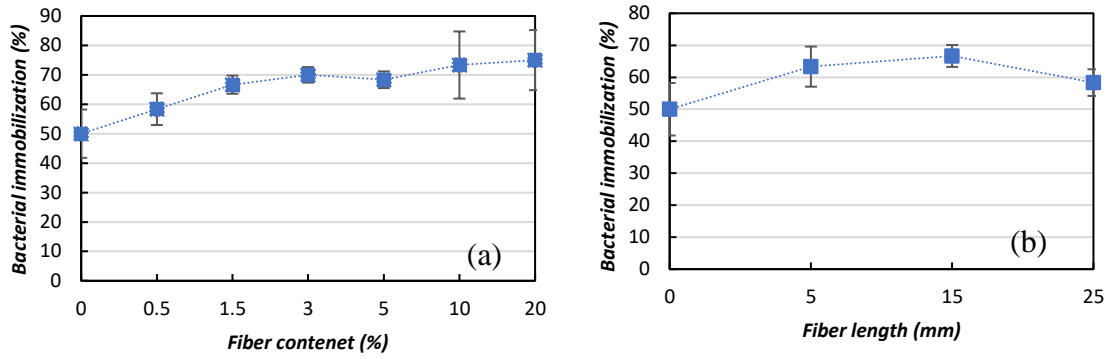 Bacterial immobilization (%)
90
80
70
60
50
40
30
20
10
0
0 0.5 1.5 3 5 10 20
Fiber contenet (%)
(a)
Bacterial immobilization (%)
80
70
60
50
40
30
20
10
0
0 5 15 25
Fiber length (mm)
(b)